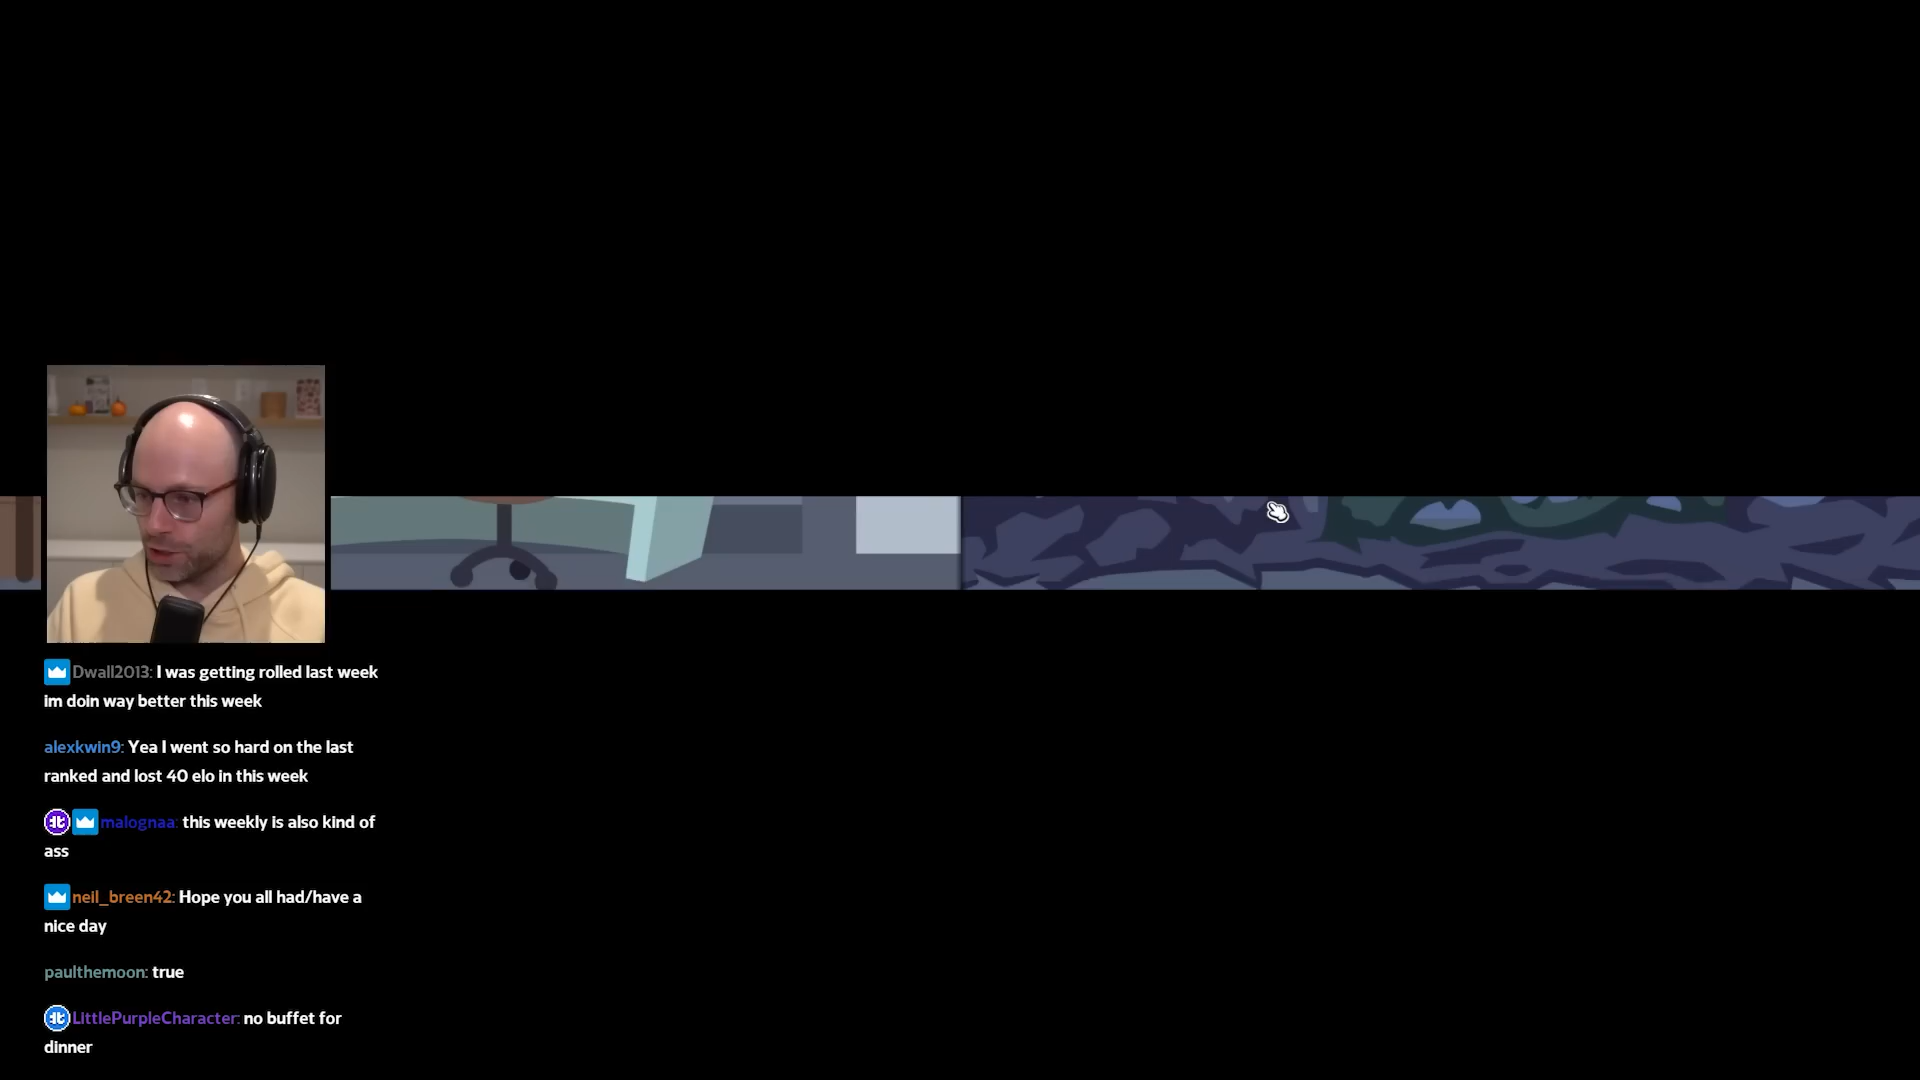 Dwall2013: I was getting rolled last week
im doin way better this week
alexkwin9: Yea I went so hard on the last
ranked and lost 40 elo in this week
malognaa: this weekly is also kind of
ass
neil_breen42: Hope you all had/have a
nice day
paulthemoon: true
LittlePurpleCharacter: no buffet for
dinner